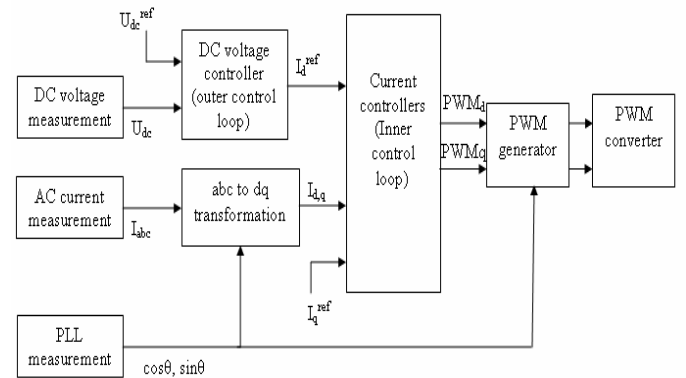 U_dc^ref
DC voltage
controller
(outer control
loop)
I_d^ref
DC voltage
measurement
U_dc
Current
controllers
(Inner
control
loop)
PWM_d
PWMq
PWM
generator
PWM
converter
AC current
measurement
I_abc
abc to dq
transformation
I_d,q
I_q^ref
PLL
measurement
cosθ, sinθ